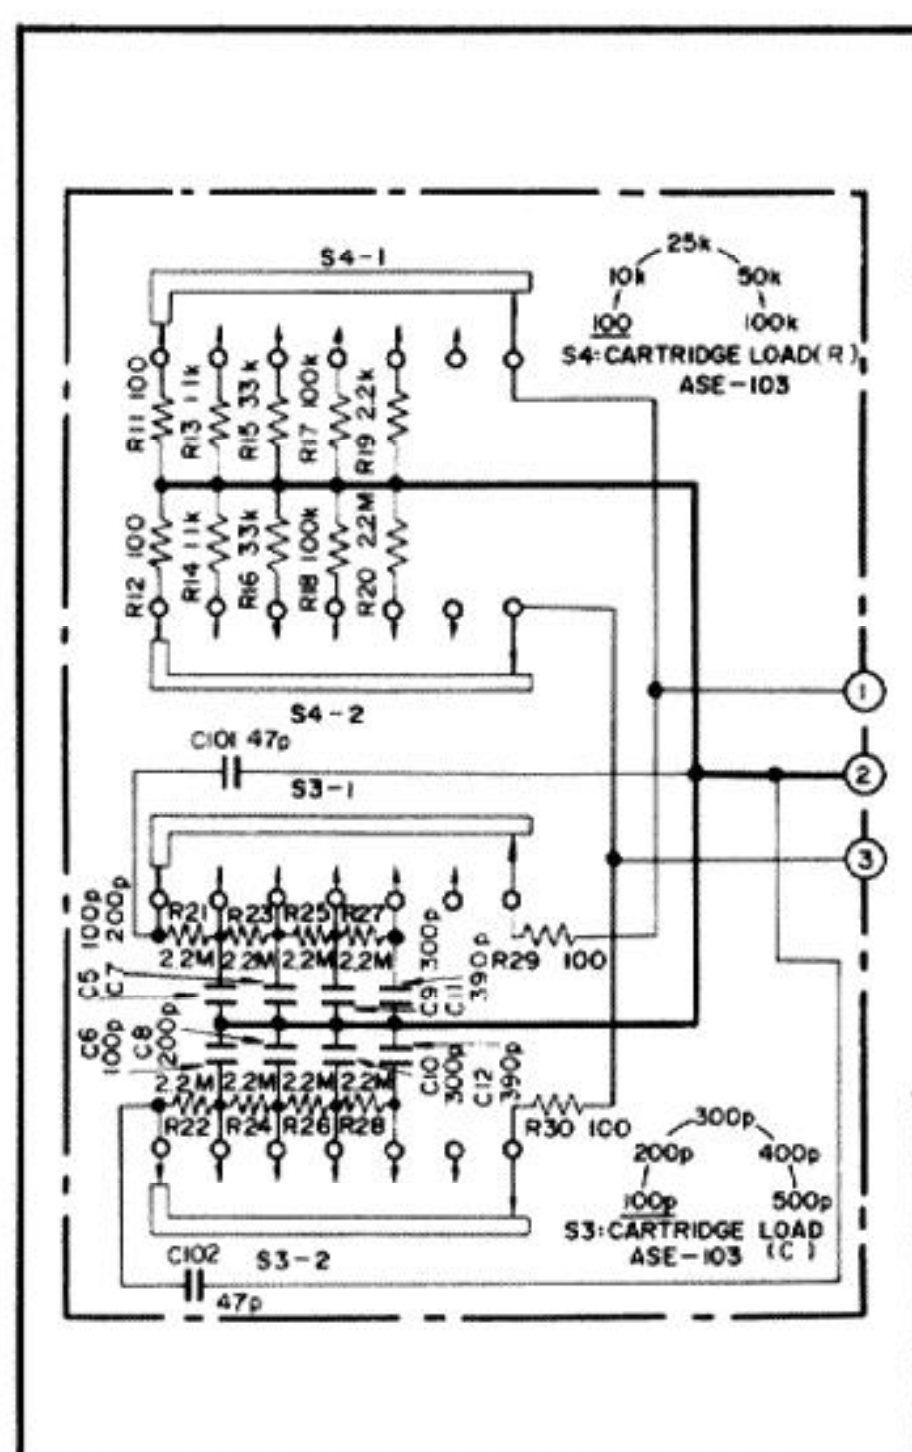 S4-1
25k
10k
50k
100
100k
S4:CARTRIDGE LOAD(R)
ASE-103
R11 100
R13 11k
R15 33k
R17 100k
R19 2.2k
R12 100
R14 11k
R16 33k
R18 100k
R20 2.2M
S4-2
1
C101 47p
2
S3-1
3
C5 100p
C7 200p
R21
R23
R25
R27
2.2M
2.2M
2.2M
2.2M
R29 100
C9 300p
C11 390p
C6 100p
C8 200p
C10 300p
C12 390p
2.2M
2.2M
2.2M
2.2M
R22
R24
R26
R28
R30 100
300p
200p
400p
100p
500p
S3:CARTRIDGE LOAD
ASE-103 (C)
S3-2
C102
47p